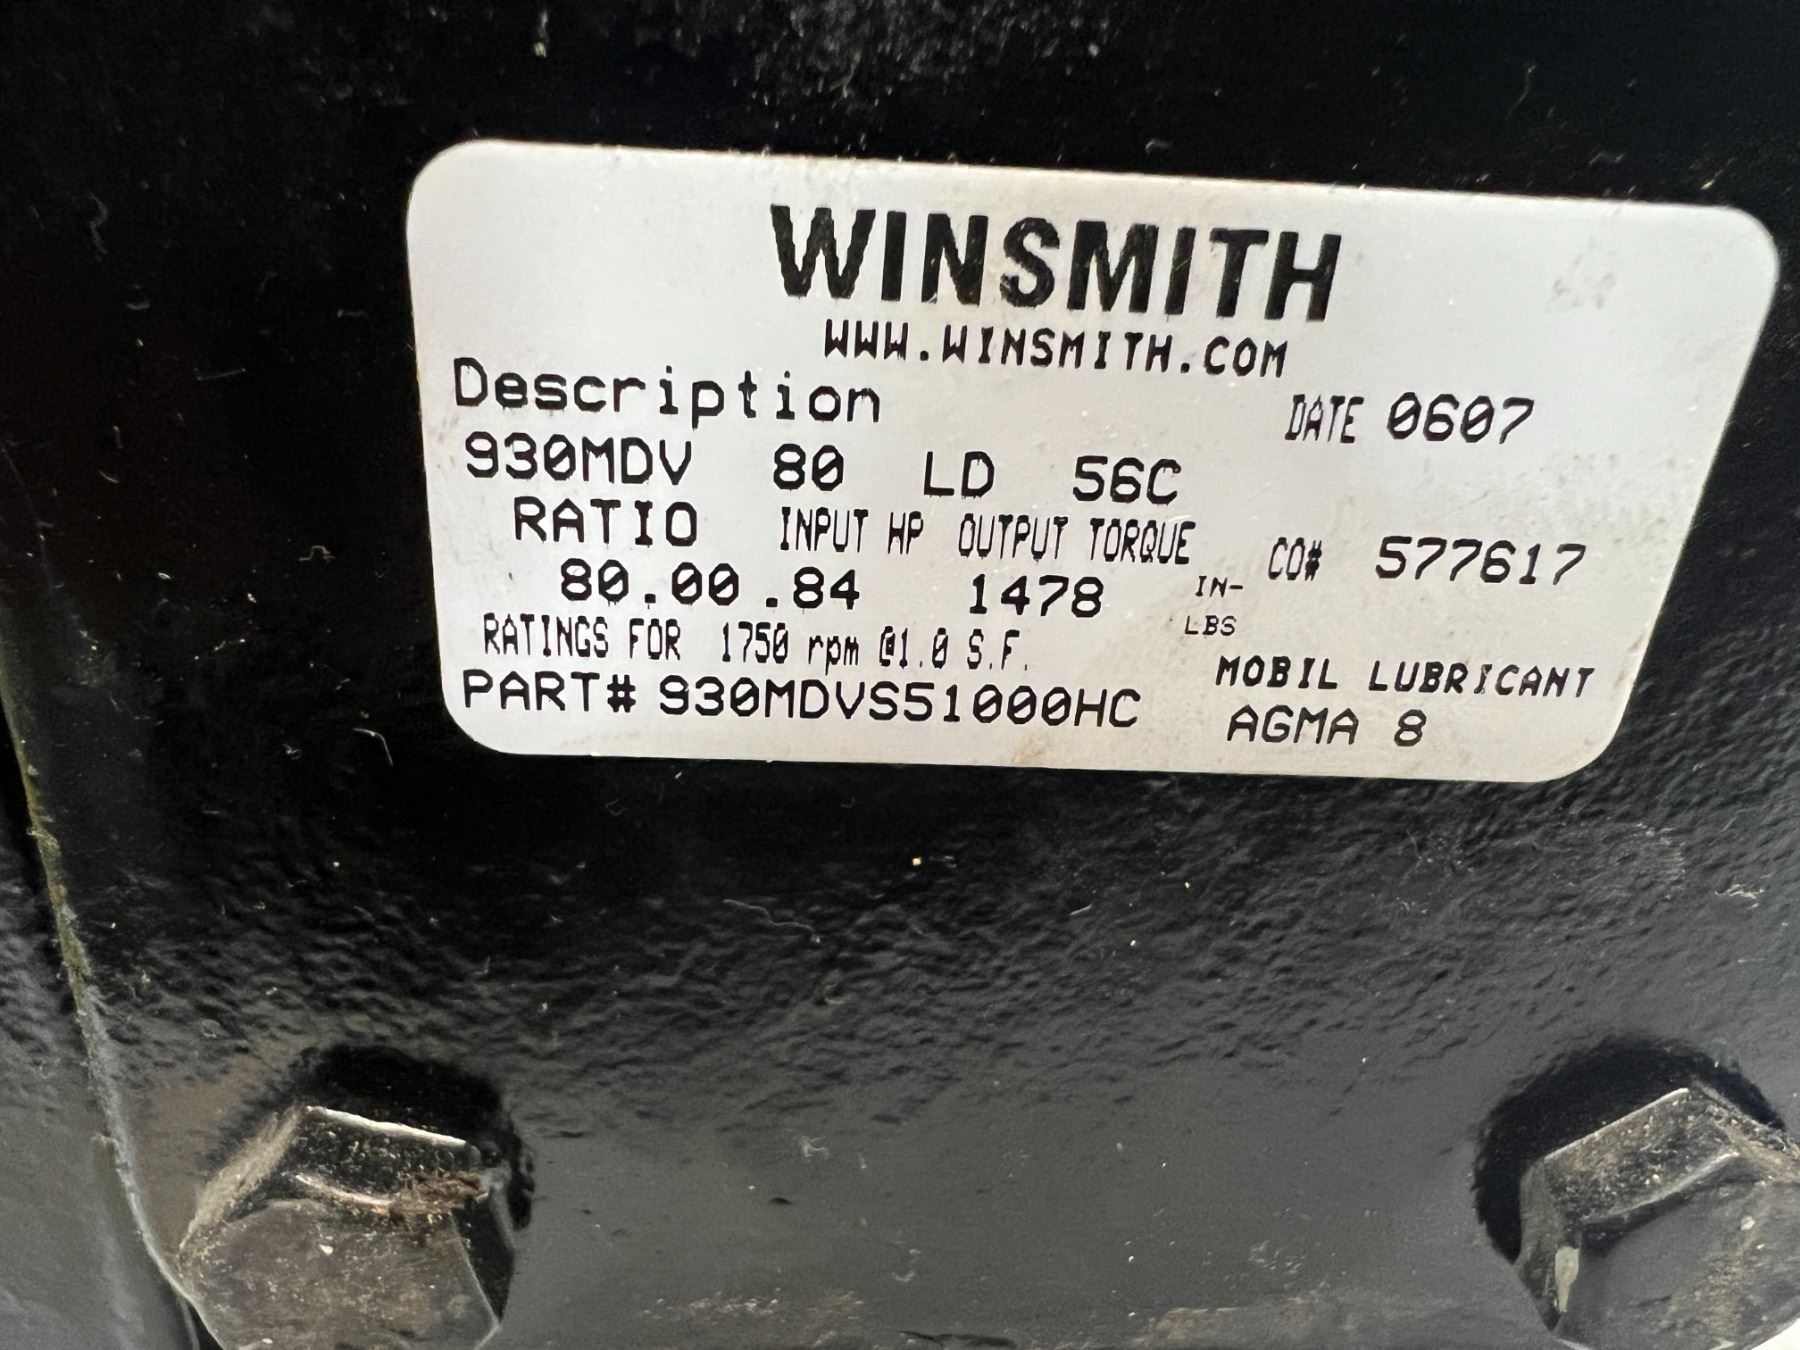 WINSMITH
WWW.WINSMITH.COM
Description DATE 0607
930MDV 80 LD 56C
RATIO INPUT HP OUTPUT TORQUE CO# 577617
80.00 .84 1478 IN-
LBS
RATINGS FOR 1750 rpm @1.0 S.F. MOBIL LUBRICANT
PART# 930MDVS51000HC AGMA 8